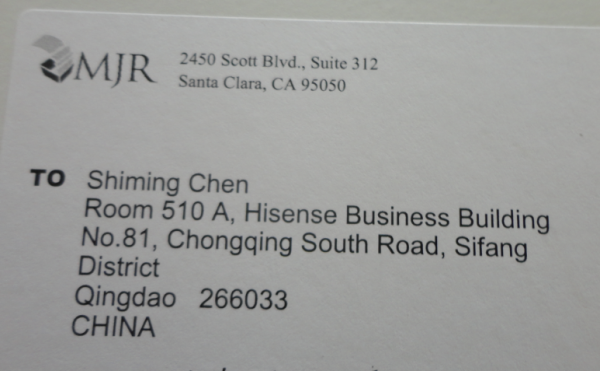 MJR
2450 Scott Blvd., Suite 312
Santa Clara, CA 95050
TO Shiming Chen
Room 510 A, Hisense Business Building
No.81, Chongqing South Road, Sifang
District
Qingdao 266033
CHINA